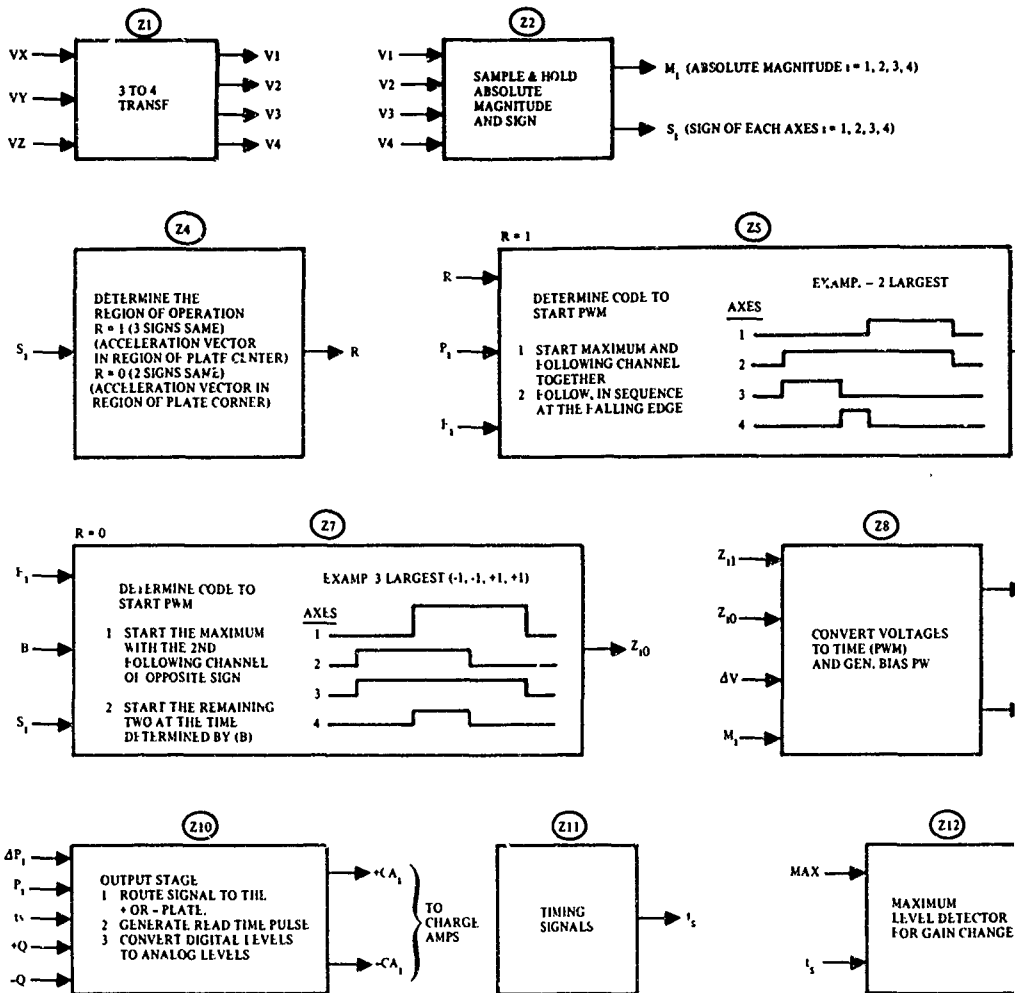 Z1
VX
VY
VZ
3 TO 4
TRANSF
V1
V2
V3
V4
Z2
V1
V2
V3
V4
SAMPLE & HOLD
ABSOLUTE
MAGNITUDE
AND SIGN
M₁ (ABSOLUTE MAGNITUDE ı = 1, 2, 3, 4)
S₁ (SIGN OF EACH AXES ı = 1, 2, 3, 4)
Z4
S₁
DETERMINE THE
REGION OF OPERATION
R = 1 (3 SIGNS SAME)
(ACCELERATION VECTOR
IN REGION OF PLATE CENTER)
R = 0 (2 SIGNS SAME)
(ACCELERATION VECTOR IN
REGION OF PLATE CORNER)
R
R = 1
Z5
R
P₁
F₁
DETERMINE CODE TO
START PWM
1 START MAXIMUM AND
FOLLOWING CHANNEL
TOGETHER
2 FOLLOW, IN SEQUENCE
AT THE FALLING EDGE
EXAMP. – 2 LARGEST
AXES
1
2
3
4
R = 0
Z7
F₁
B
S₁
DETERMINE CODE TO
START PWM
1 START THE MAXIMUM
WITH THE 2ND
FOLLOWING CHANNEL
OF OPPOSITE SIGN
2 START THE REMAINING
TWO AT THE TIME
DETERMINED BY (B)
EXAMP 3 LARGEST (-1, -1, +1, +1)
AXES
1
2
3
4
Z₁₀
Z8
Z₁₁
Z₁₀
ΔV
M₁
CONVERT VOLTAGES
TO TIME (PWM)
AND GEN. BIAS PW
Z10
ΔP₁
P₁
ts
+Q
-Q
OUTPUT STAGE
1 ROUTE SIGNAL TO THE
+ OR - PLATE.
2 GENERATE READ TIME PULSE
3 CONVERT DIGITAL LEVELS
TO ANALOG LEVELS
+CA₁
-CA₁
TO
CHARGE
AMPS
Z11
TIMING
SIGNALS
tₛ
Z12
MAX
tₛ
MAXIMUM
LEVEL DETECTOR
FOR GAIN CHANGE